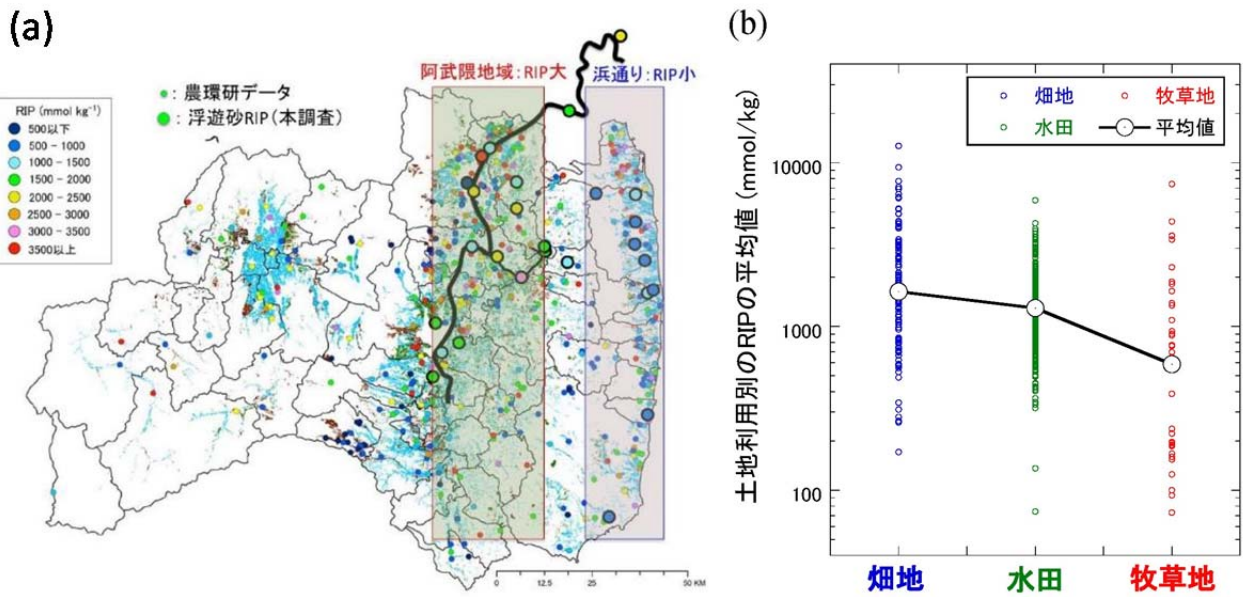 (a)
阿武隈地域:RIP大
浜通り:RIP小
●: 農環研データ
●: 浮遊砂RIP(本調査)
RIP (mmol kg⁻¹)
500以下
500 - 1000
1000 - 1500
1500 - 2000
2000 - 2500
2500 - 3000
3000 - 3500
3500以上
0 12.5 25 50 KM
(b)
畑地
牧草地
水田
平均値
土地利用別のRIPの平均値 (mmol/kg)
10000
1000
100
畑地
水田
牧草地